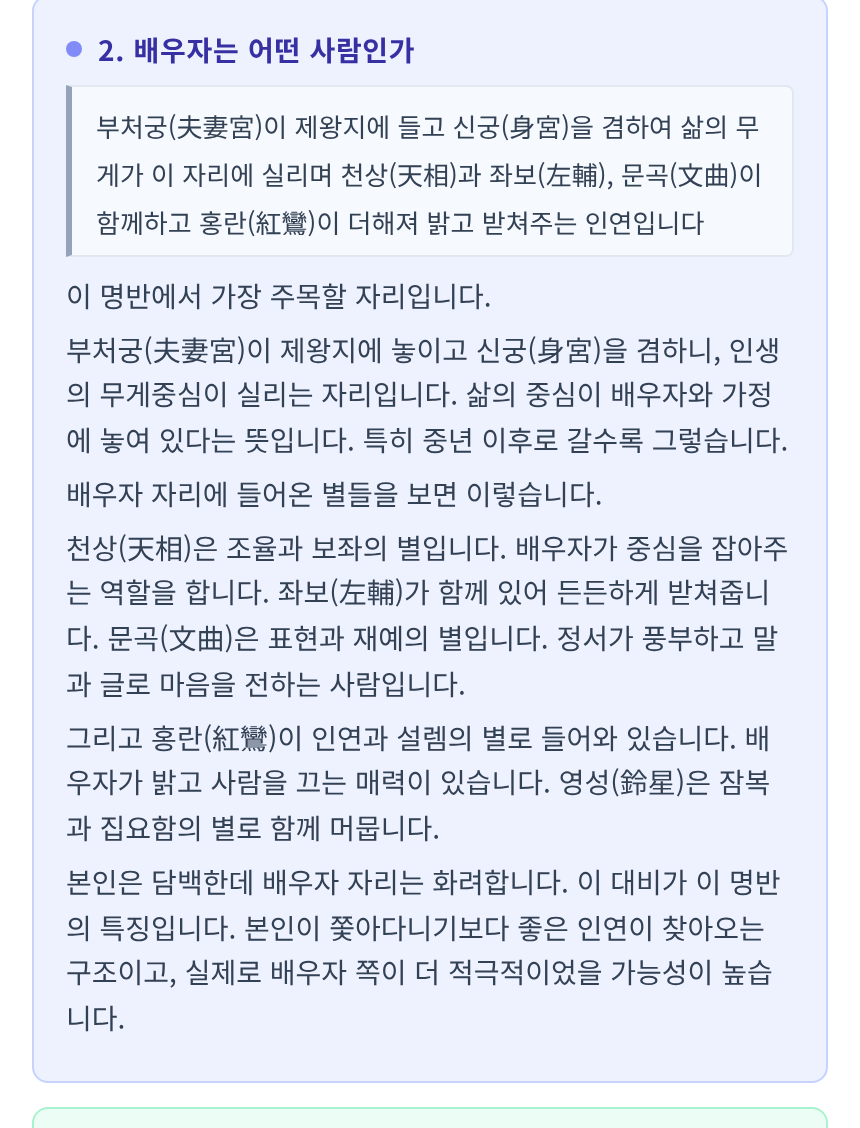 2. 배우자는 어떤 사람인가
부처궁(夫妻宮)이 제왕지에 들고 신궁(身宮)을 겸하여 삶의 무
게가 이 자리에 실리며 천상(天相)과 좌보(左輔), 문곡(文曲)이
함께하고 홍란(紅鸞)이 더해져 밝고 받쳐주는 인연입니다
이 명반에서 가장 주목할 자리입니다.
부처궁(夫妻宮)이 제왕지에 놓이고 신궁(身宮)을 겸하니, 인생
의 무게중심이 실리는 자리입니다. 삶의 중심이 배우자와 가정
에 놓여 있다는 뜻입니다. 특히 중년 이후로 갈수록 그렇습니다.
배우자 자리에 들어온 별들을 보면 이렇습니다.
천상(天相)은 조율과 보좌의 별입니다. 배우자가 중심을 잡아주
는 역할을 합니다. 좌보(左輔)가 함께 있어 든든하게 받쳐줍니
다. 문곡(文曲)은 표현과 재예의 별입니다. 정서가 풍부하고 말
과 글로 마음을 전하는 사람입니다.
그리고 홍란(紅鸞)이 인연과 설렘의 별로 들어와 있습니다. 배
우자가 밝고 사람을 끄는 매력이 있습니다. 영성(鈴星)은 잠복
과 집요함의 별로 함께 머뭅니다.
본인은 담백한데 배우자 자리는 화려합니다. 이 대비가 이 명반
의 특징입니다. 본인이 쫓아다니기보다 좋은 인연이 찾아오는
구조이고, 실제로 배우자 쪽이 더 적극적이었을 가능성이 높습
니다.